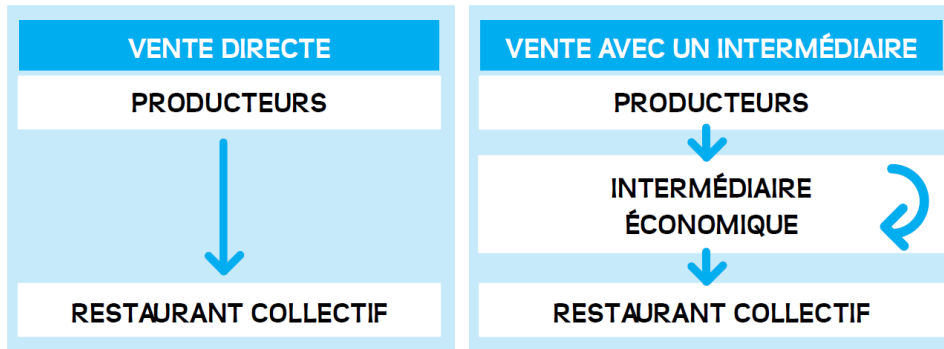 VENTE DIRECTE
PRODUCTEURS
RESTAURANT COLLECTIF
VENTE AVEC UN INTERMÉDIAIRE
PRODUCTEURS
INTERMÉDIAIRE
ÉCONOMIQUE
RESTAURANT COLLECTIF